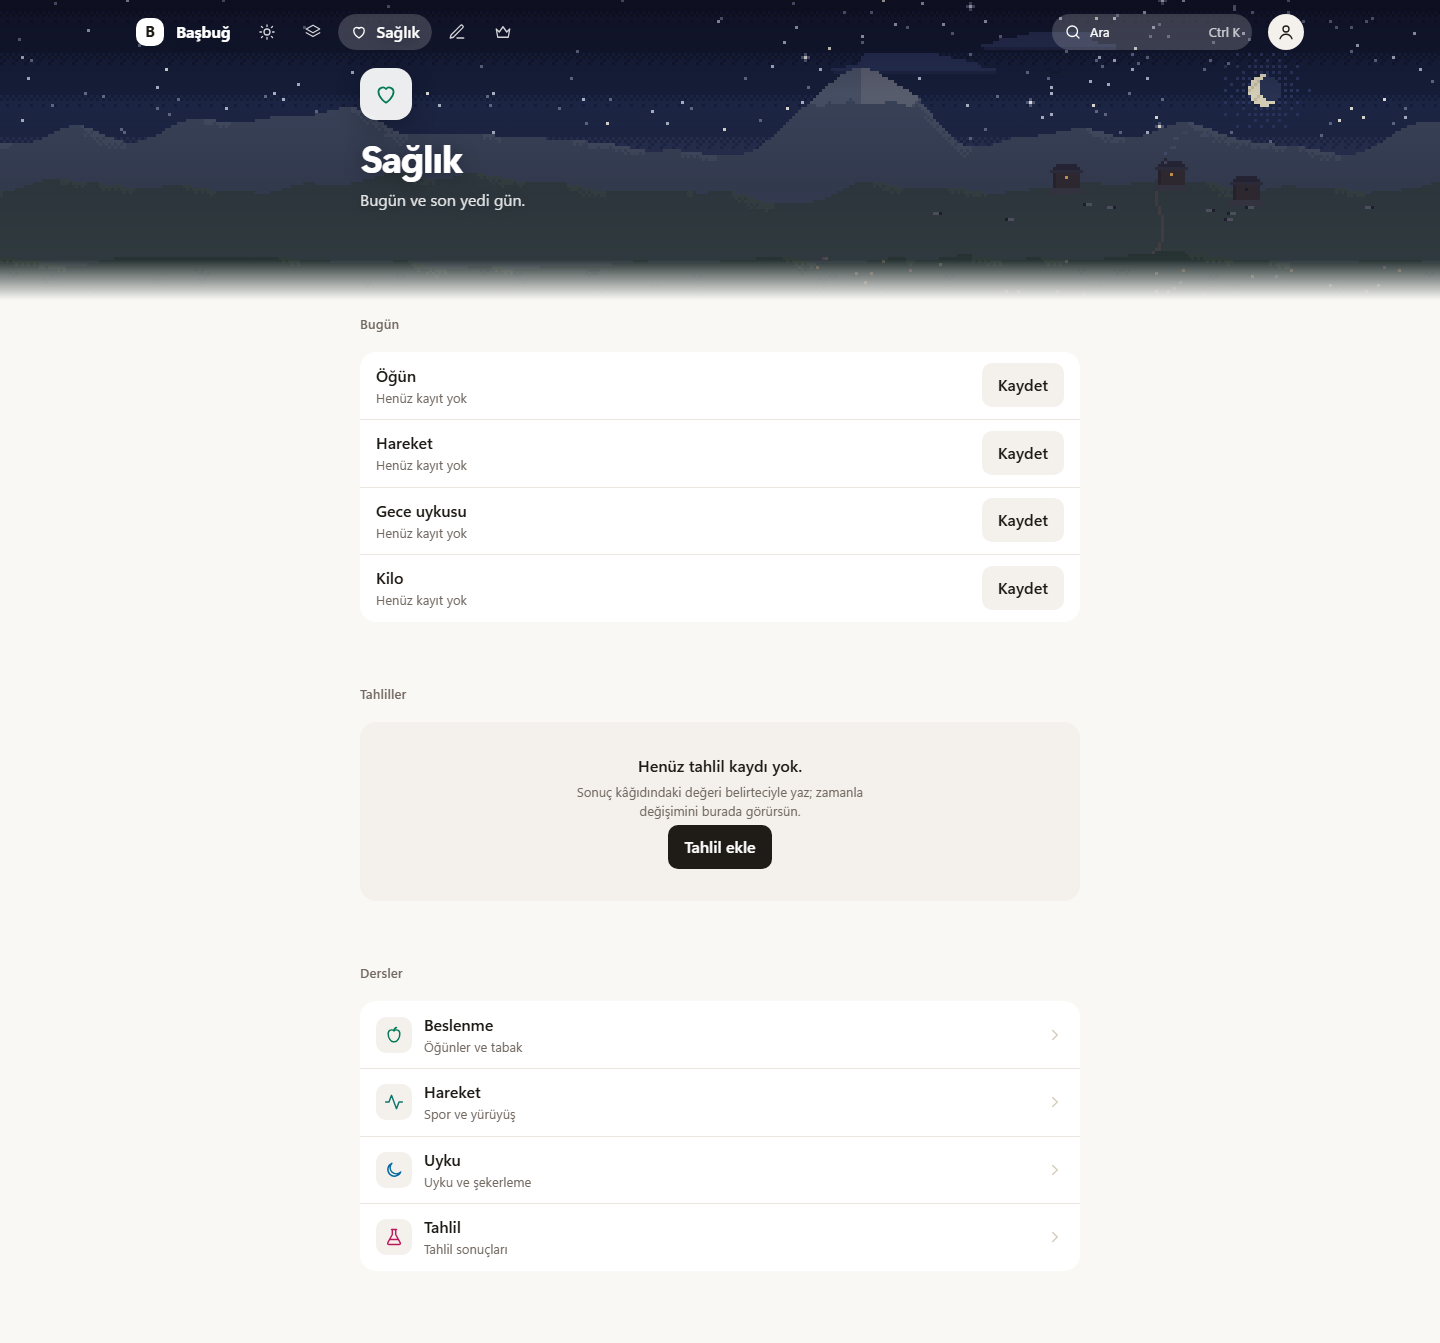 B Başbuğ Sağlık Ara Ctrl K
Sağlık
Bugün ve son yedi gün.
Bugün
Öğün
Henüz kayıt yok
Kaydet
Hareket
Henüz kayıt yok
Kaydet
Gece uykusu
Henüz kayıt yok
Kaydet
Kilo
Henüz kayıt yok
Kaydet
Tahliller
Henüz tahlil kaydı yok.
Sonuç kâğıdındaki değeri belirteciyle yaz; zamanla
değişimini burada görürsün.
Tahlil ekle
Dersler
Beslenme
Öğünler ve tabak
Hareket
Spor ve yürüyüş
Uyku
Uyku ve şekerleme
Tahlil
Tahlil sonuçları